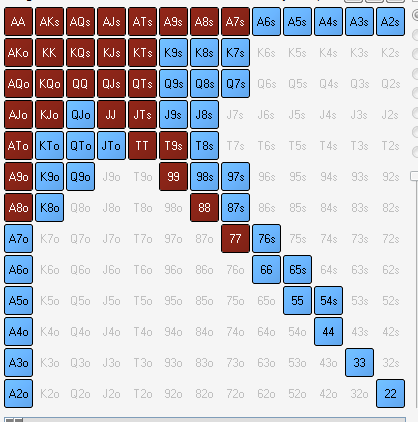 AA AKs AQs AJs ATs A9s A8s A7s A6s A5s A4s A3s A2s
AKo KK KQs KJs KTs K9s K8s K7s K6s K5s K4s K3s K2s
AQo KQo QQ QJs QTs Q9s Q8s Q7s Q6s Q5s Q4s Q3s Q2s
AJo KJo QJo JJ JTs J9s J8s J7s J6s J5s J4s J3s J2s
ATo KTo QTo JTo TT T9s T8s T7s T6s T5s T4s T3s T2s
A9o K9o Q9o J9o T9o 99 98s 97s 96s 95s 94s 93s 92s
A8o K8o Q8o J8o T8o 98o 88 87s 86s 85s 84s 83s 82s
A7o K7o Q7o J7o T7o 97o 87o 77 76s 75s 74s 73s 72s
A6o K6o Q6o J6o T6o 96o 86o 76o 66 65s 64s 63s 62s
A5o K5o Q5o J5o T5o 95o 85o 75o 65o 55 54s 53s 52s
A4o K4o Q4o J4o T4o 94o 84o 74o 64o 54o 44 43s 42s
A3o K3o Q3o J3o T3o 93o 83o 73o 63o 53o 43o 33 32s
A2o K2o Q2o J2o T2o 92o 82o 72o 62o 52o 42o 32o 22